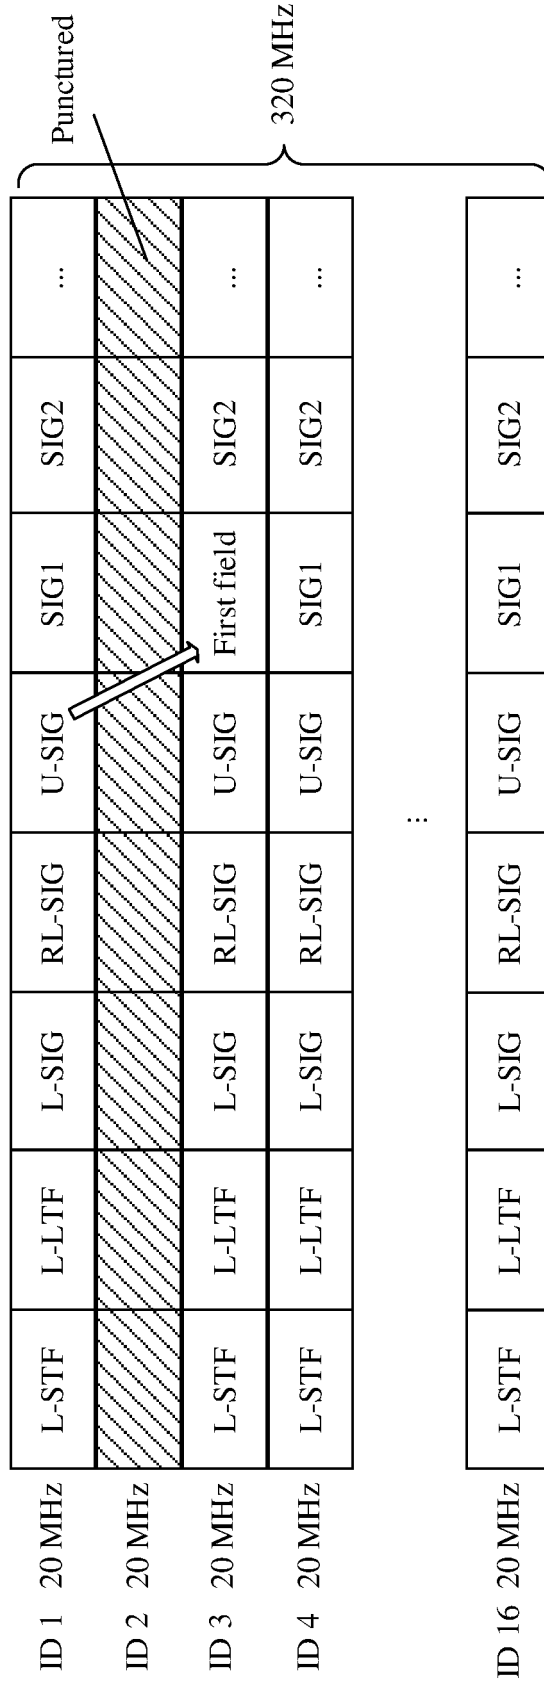 Punctured
ID 1 20 MHz L-STF L-LTF L-SIG RL-SIG U-SIG SIG1 SIG2 ...
ID 2 20 MHz
ID 3 20 MHz L-STF L-LTF L-SIG RL-SIG U-SIG First field SIG2 ...
ID 4 20 MHz L-STF L-LTF L-SIG RL-SIG U-SIG SIG1 SIG2 ...
320 MHz
...
ID 16 20 MHz L-STF L-LTF L-SIG RL-SIG U-SIG SIG1 SIG2 ...